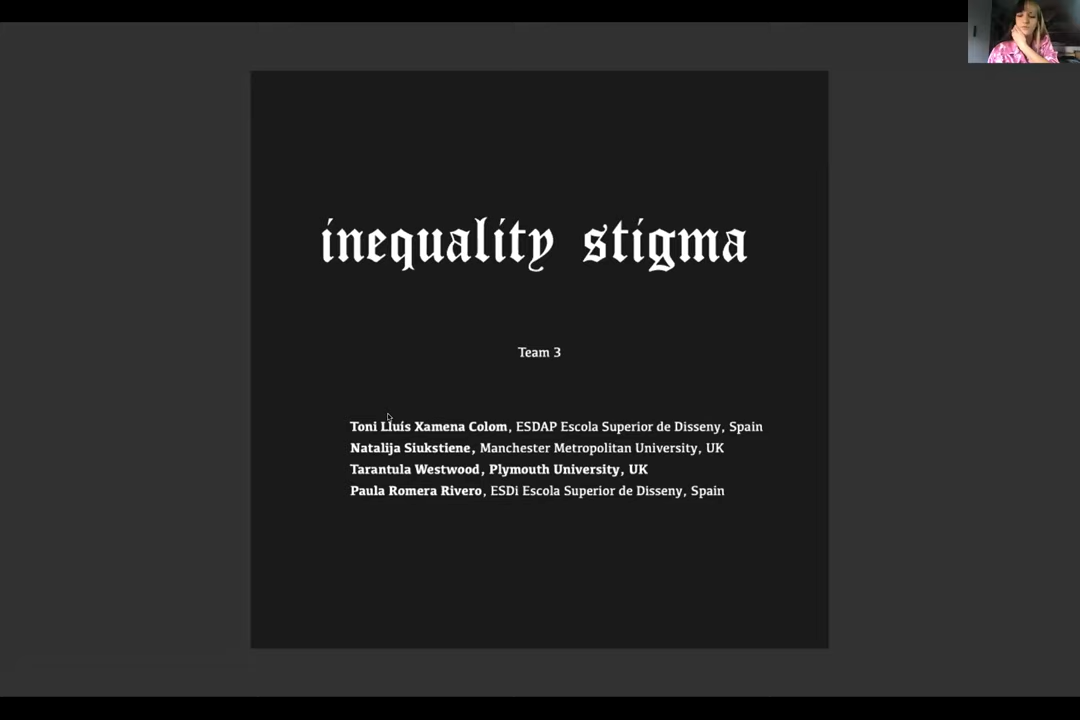 inequality stigma
Team 3
Toni Lluís Xamena Colom, ESDAP Escola Superior de Disseny, Spain
Natalija Siukstiene, Manchester Metropolitan University, UK
Tarantula Westwood, Plymouth University, UK
Paula Romera Rivero, ESDi Escola Superior de Disseny, Spain